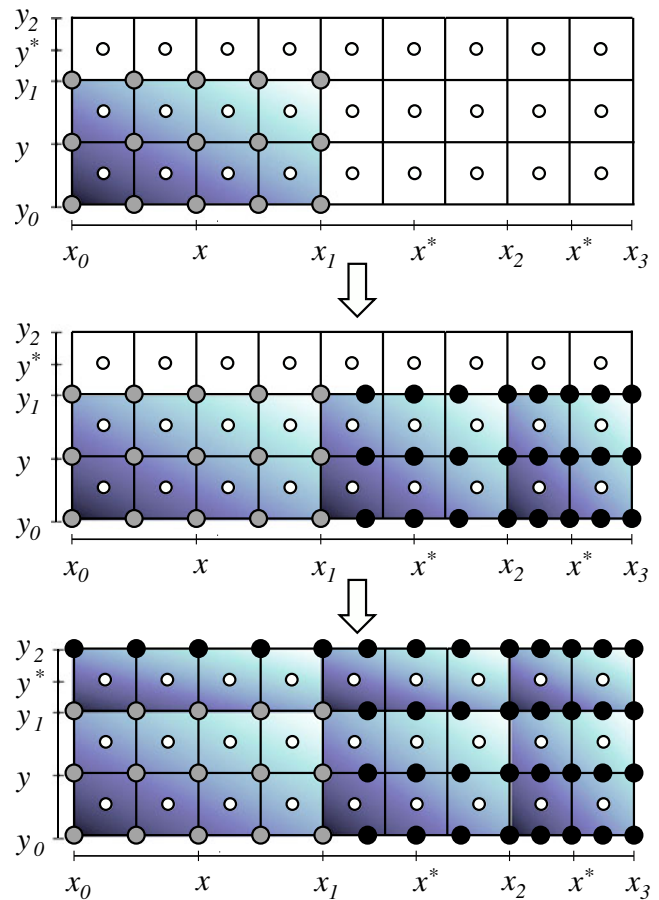 y₂
y*
y₁
y
y₀
x₀ x x₁ x* x₂ x* x₃
y₂
y*
y₁
y
y₀
x₀ x x₁ x* x₂ x* x₃
y₂
y*
y₁
y
y₀
x₀ x x₁ x* x₂ x* x₃